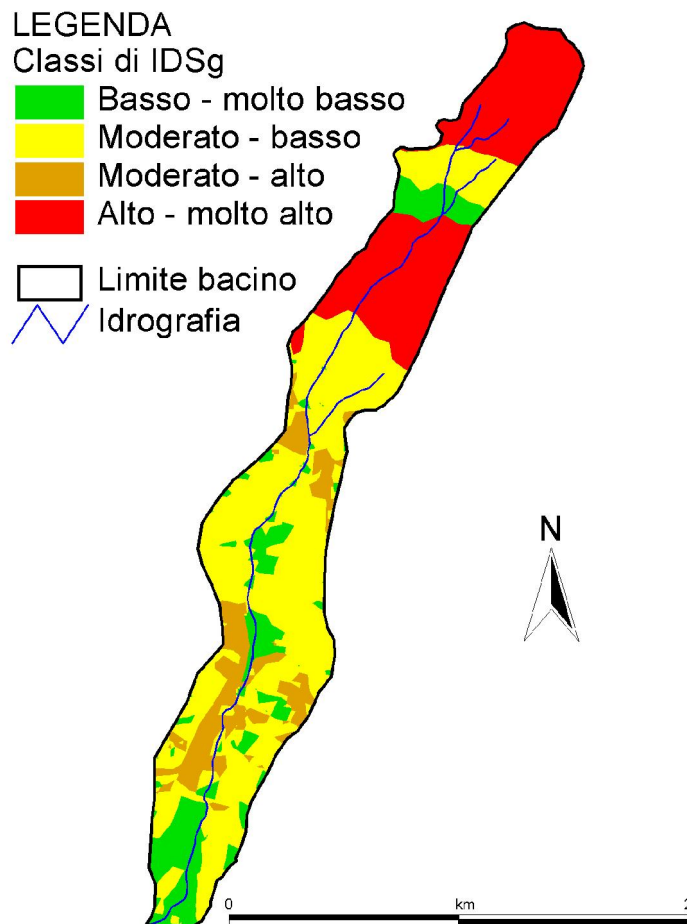 LEGENDA
Classi di IDSg
Basso - molto basso
Moderato - basso
Moderato - alto
Alto - molto alto
Limite bacino
Idrografia
N
0 km 2